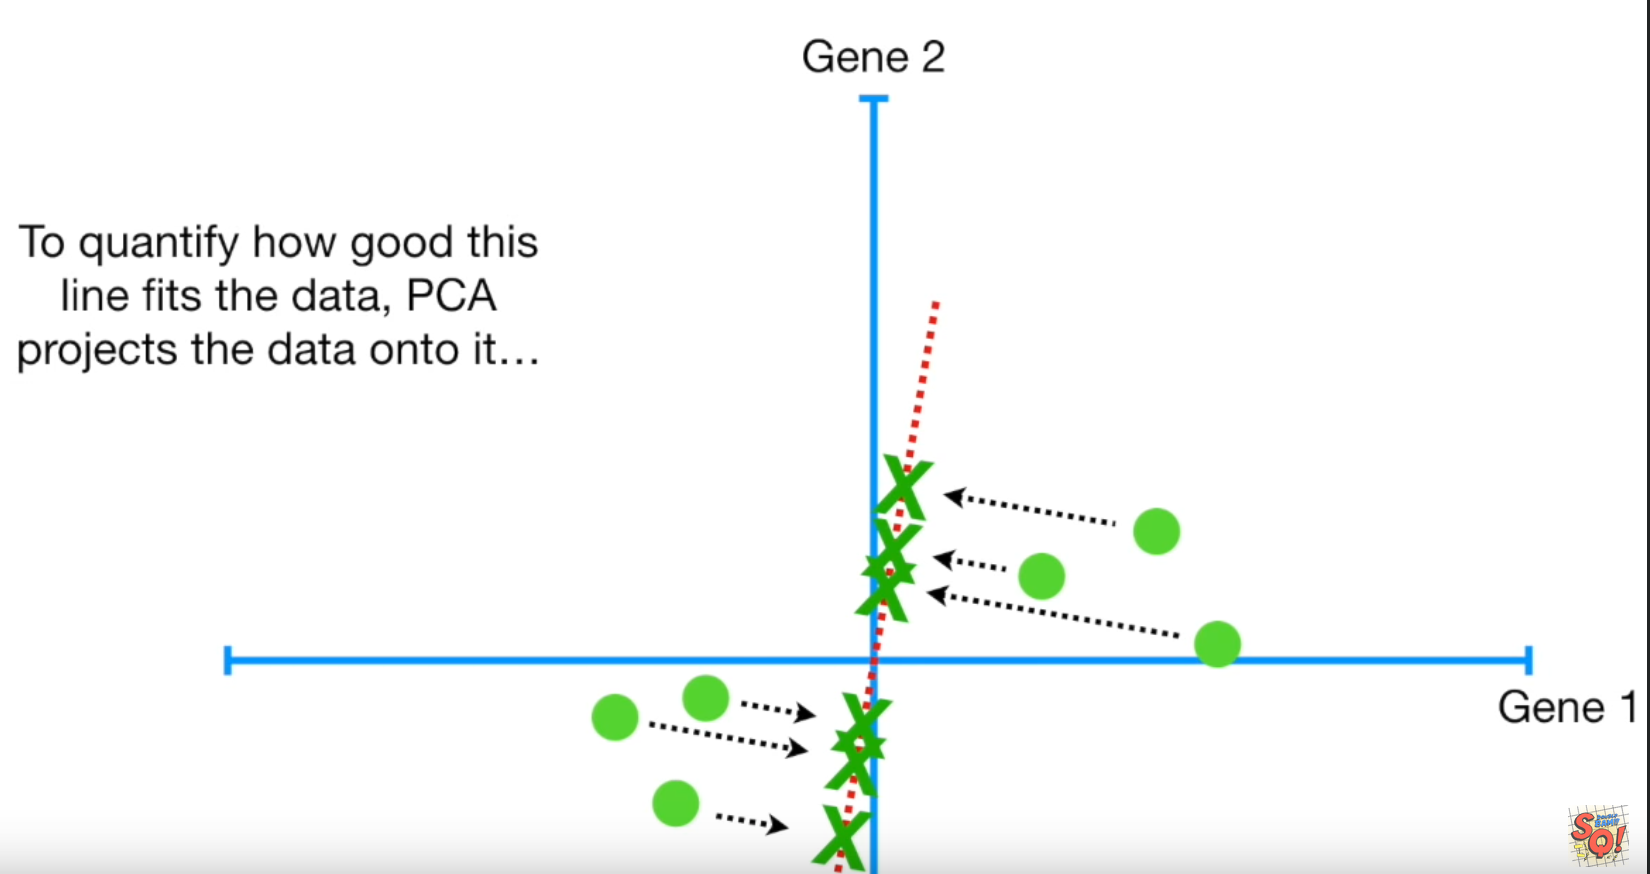 Gene 2
To quantify how good this
line fits the data, PCA
projects the data onto it…
Gene 1
SQ!